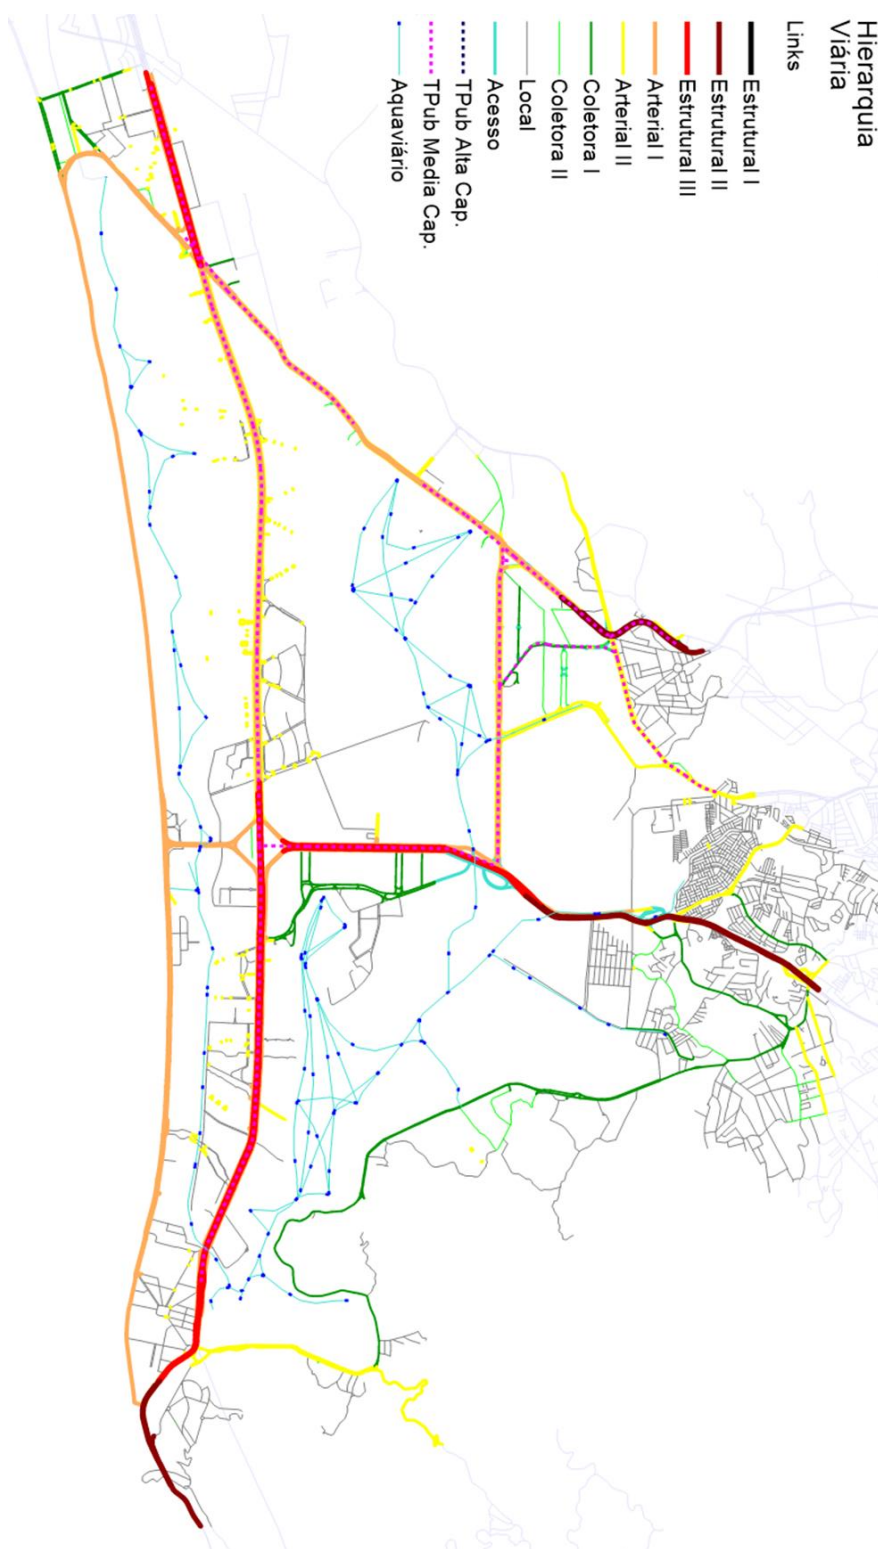 Hierarquia
Viária
Links
Estrutural I
Estrutural II
Estrutural III
Arterial I
Arterial II
Coletora I
Coletora II
Local
Acesso
TPub Alta Cap.
TPub Media Cap.
Aquaviário